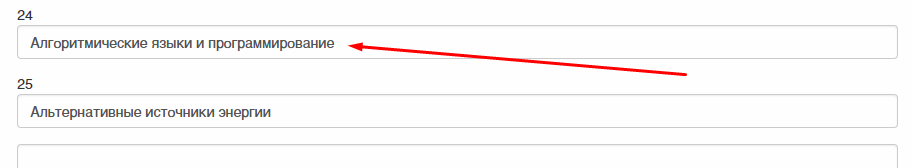 24
Алгоритмические языки и программирование
25
Альтернативные источники энергии